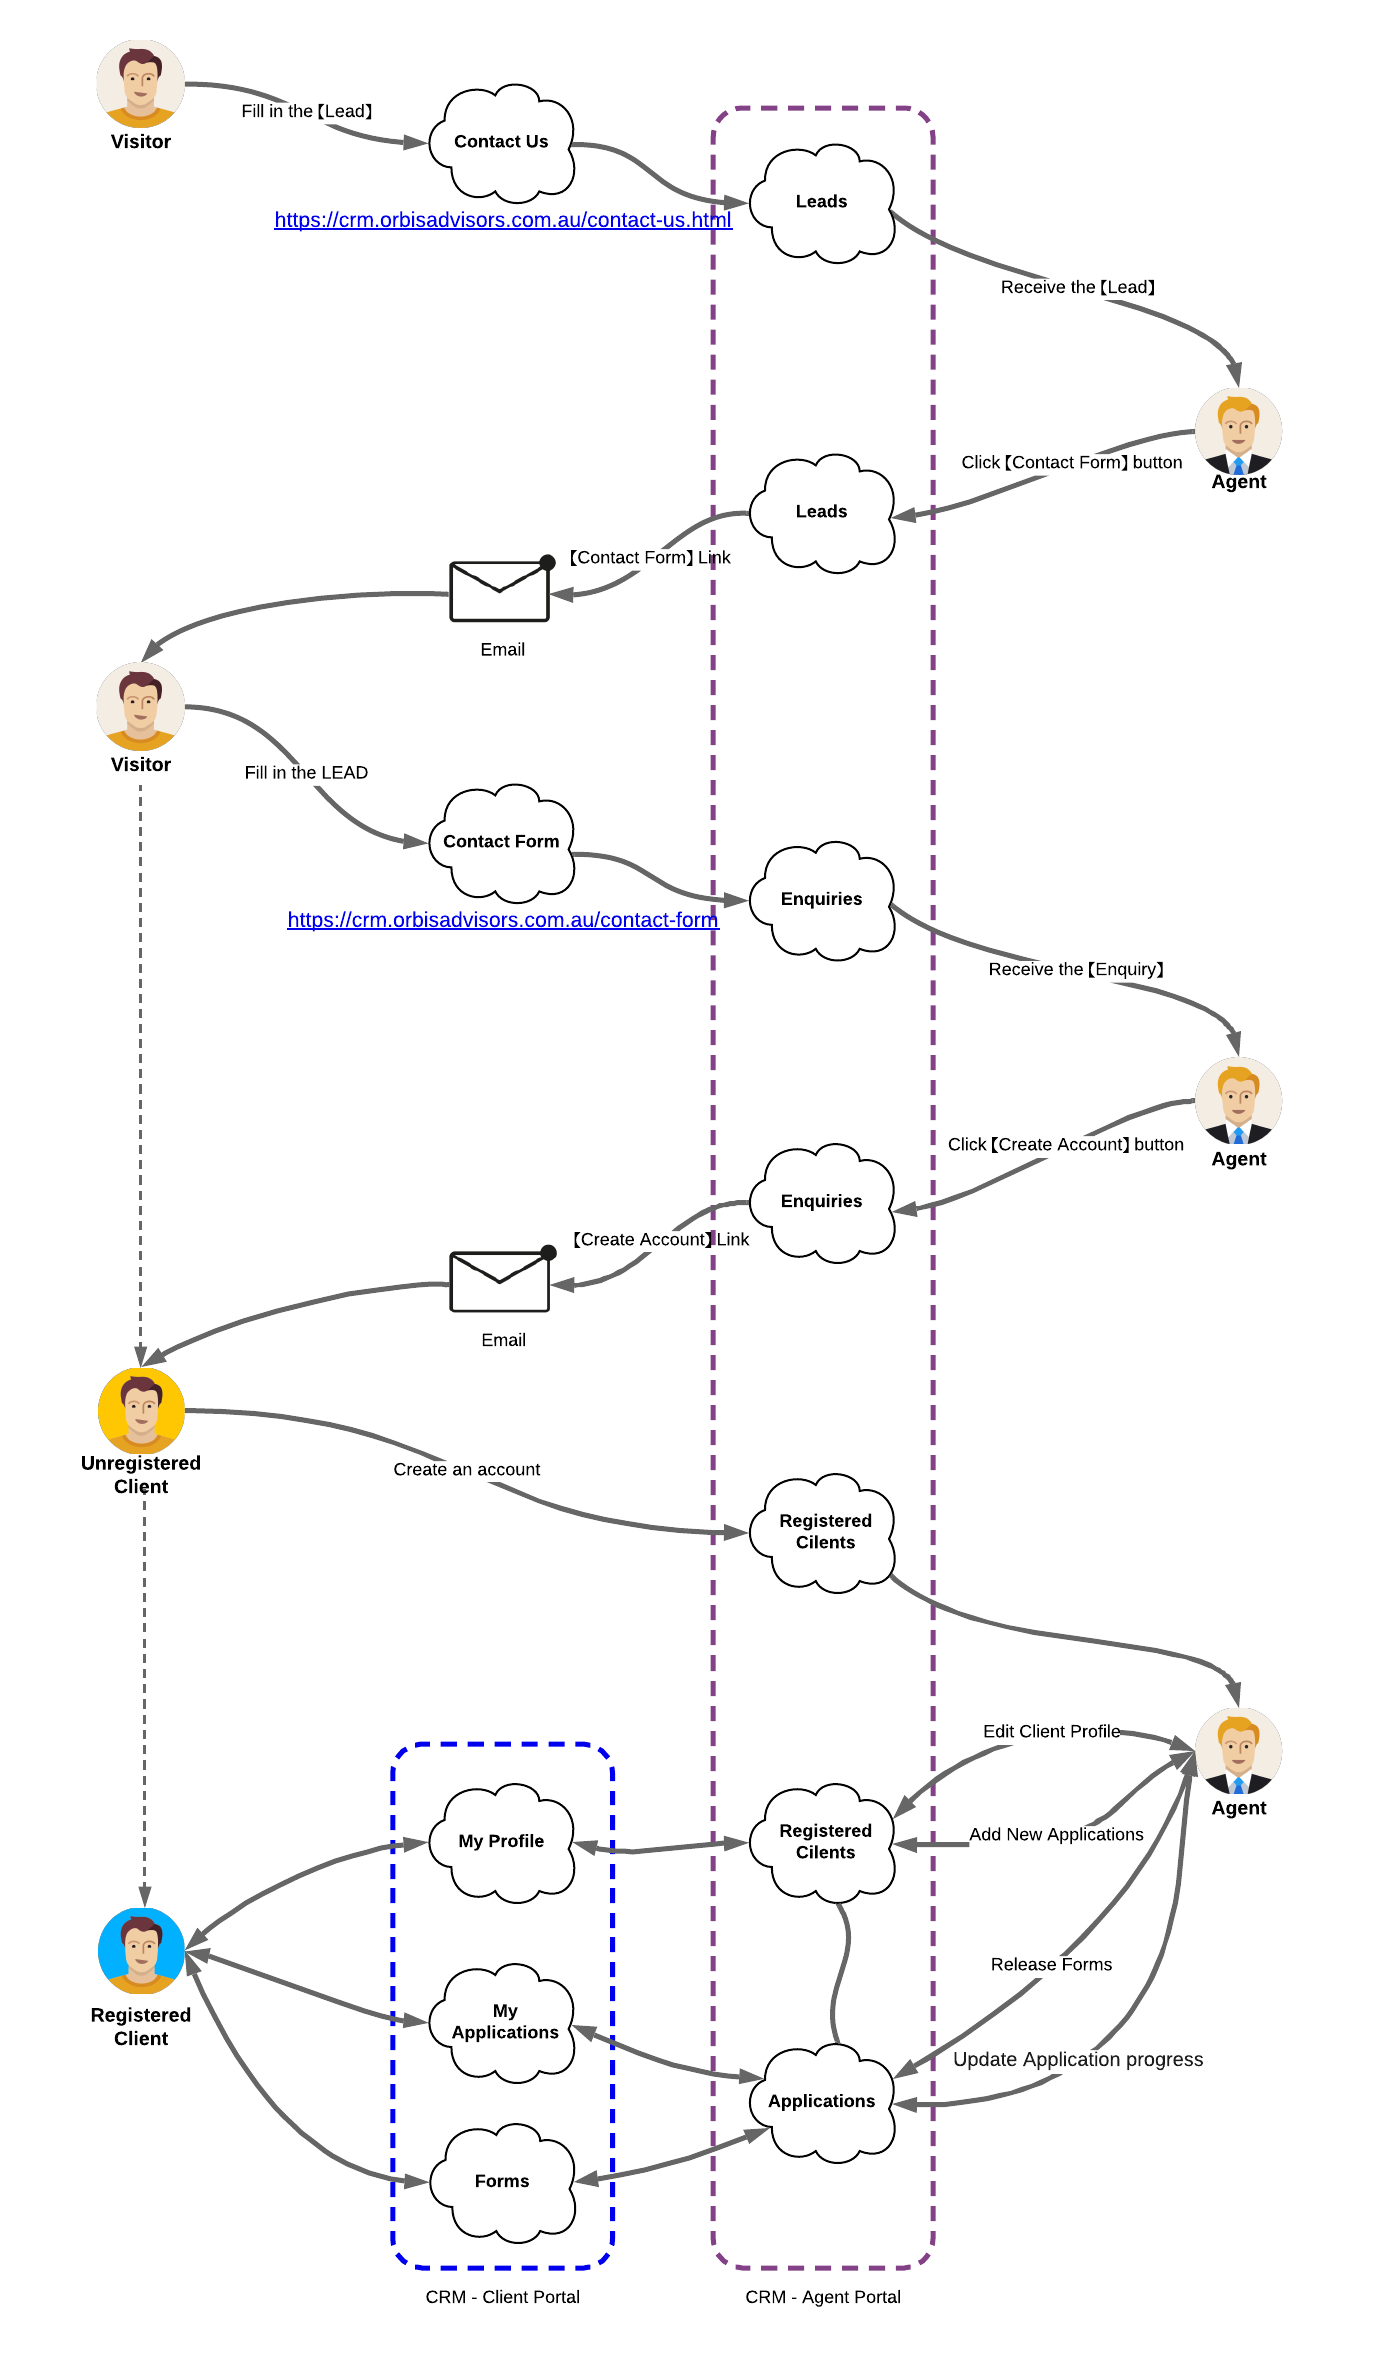 Visitor
Fill in the【Lead】
Contact Us
https://crm.orbisadvisors.com.au/contact-us.html
Leads
Receive the【Lead】
Agent
Click【Contact Form】button
Leads
【Contact Form】Link
Email
Visitor
Fill in the LEAD
Contact Form
https://crm.orbisadvisors.com.au/contact-form
Enquiries
Receive the【Enquiry】
Agent
Click【Create Account】button
Enquiries
【Create Account】Link
Email
Unregistered
Client
Create an account
Registered
Cilents
Edit Client Profile
Agent
My Profile
Registered
Cilents
Add New Applications
Registered
Client
My
Applications
Release Forms
Update Application progress
Applications
Forms
CRM - Client Portal
CRM - Agent Portal